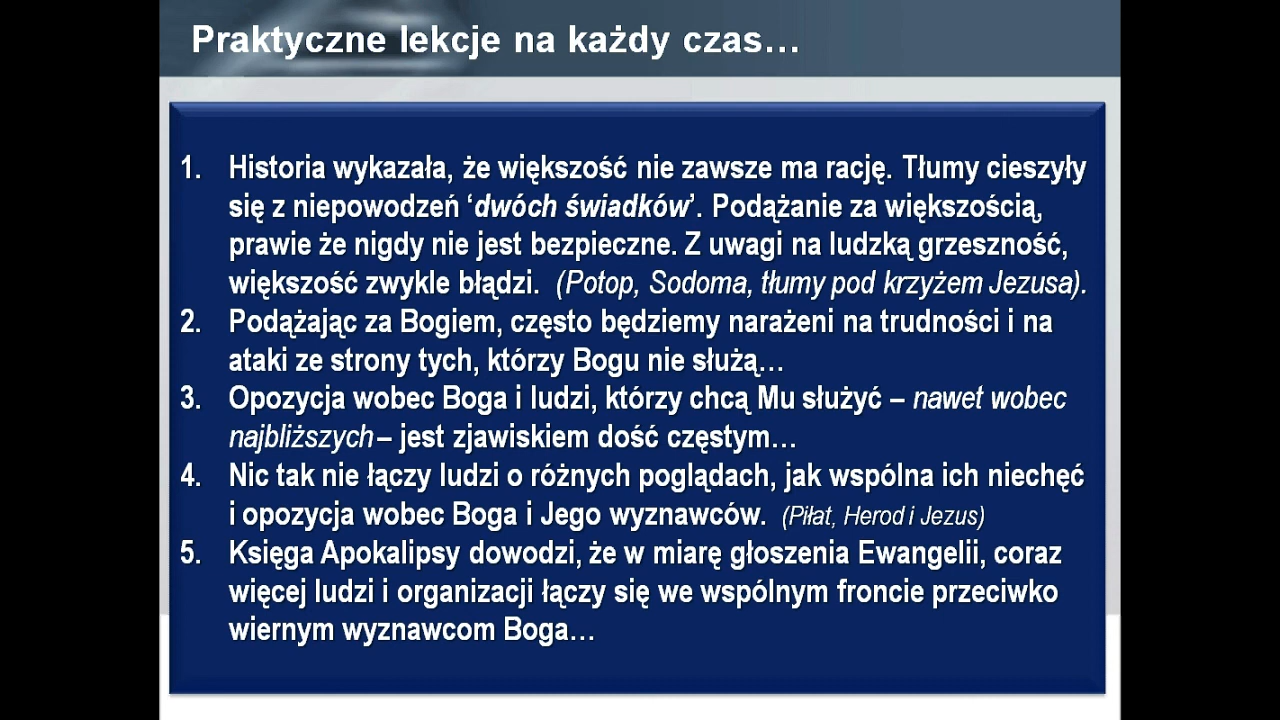 Praktyczne lekcje na każdy czas…
1. Historia wykazała, że większość nie zawsze ma rację. Tłumy cieszyły
się z niepowodzeń ‘dwóch świadków’. Podążanie za większością,
prawie że nigdy nie jest bezpieczne. Z uwagi na ludzką grzeszność,
większość zwykle błądzi. (Potop, Sodoma, tłumy pod krzyżem Jezusa).
2. Podążając za Bogiem, często będziemy narażeni na trudności i na
ataki ze strony tych, którzy Bogu nie służą…
3. Opozycja wobec Boga i ludzi, którzy chcą Mu służyć – nawet wobec
najbliższych – jest zjawiskiem dość częstym…
4. Nic tak nie łączy ludzi o różnych poglądach, jak wspólna ich niechęć
i opozycja wobec Boga i Jego wyznawców. (Piłat, Herod i Jezus)
5. Księga Apokalipsy dowodzi, że w miarę głoszenia Ewangelii, coraz
więcej ludzi i organizacji łączy się we wspólnym froncie przeciwko
wiernym wyznawcom Boga…